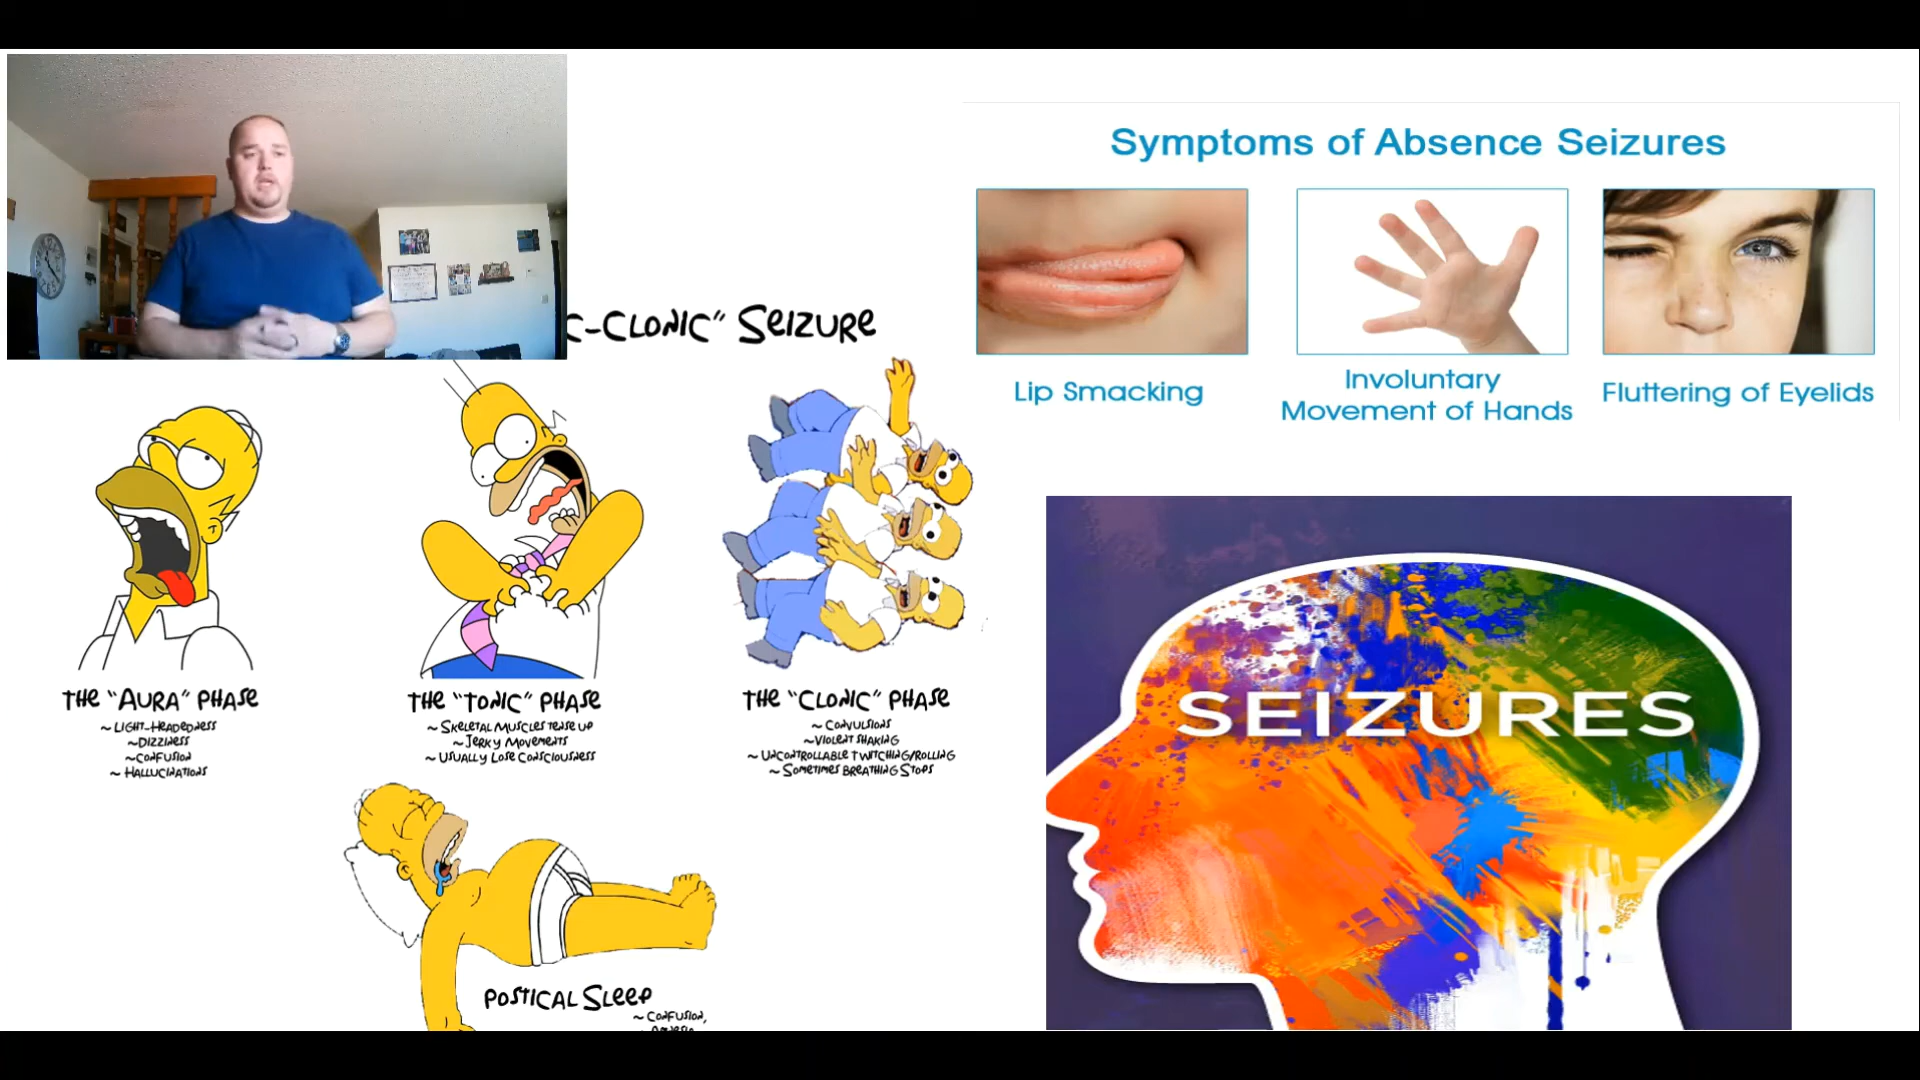 C-CLONIC" SEIZURE
THE "AURA" PHASE
~ LIGHT-HEADEDNESS
~DIZZINESS
~CONFUSION
~ HALLUCINATIONS
THE "TONIC" PHASE
~ SKELETAL MUSCLES TENSE UP
~JERKY MOVEMENTS
~ USUALLY LOSE CONSCIOUSNESS
THE "CLONIC" PHASE
~ CONVULSIONS
~VIOLENT SHAKING
~ UNCONTROLLABLE TWITCHING/ROLLING
~ SOMETIMES BREATHING STOPS
POSTICAL SLEEP
~ CONFUSION,
Symptoms of Absence Seizures
Lip Smacking
Involuntary
Movement of Hands
Fluttering of Eyelids
SEIZURES